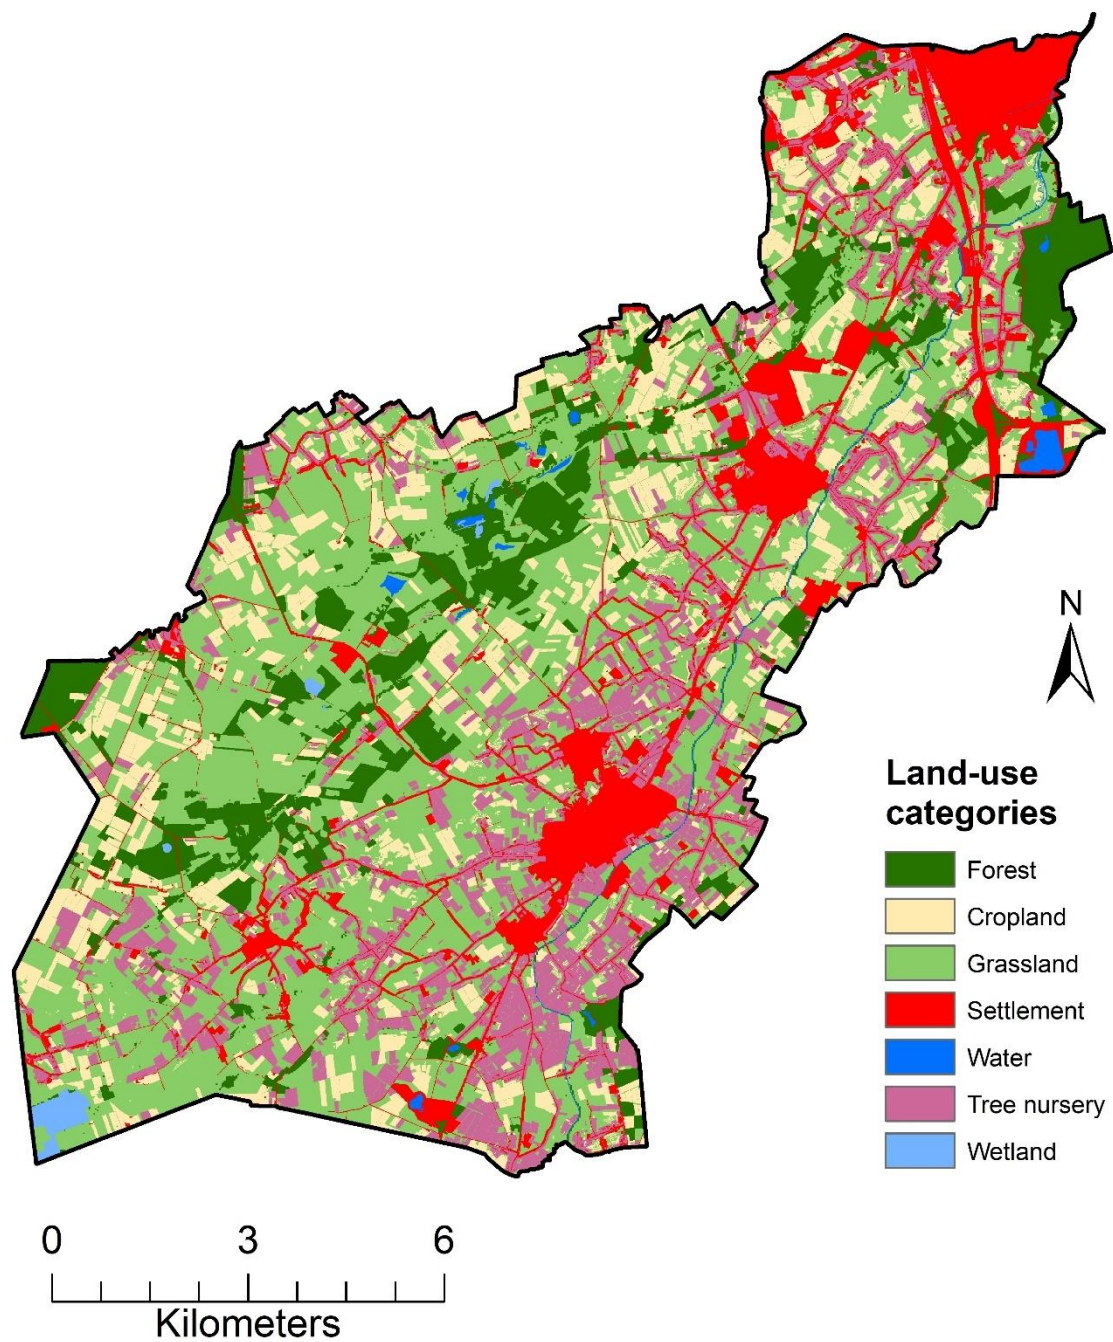 N
Land-use
categories
Forest
Cropland
Grassland
Settlement
Water
Tree nursery
Wetland
0 3 6
Kilometers